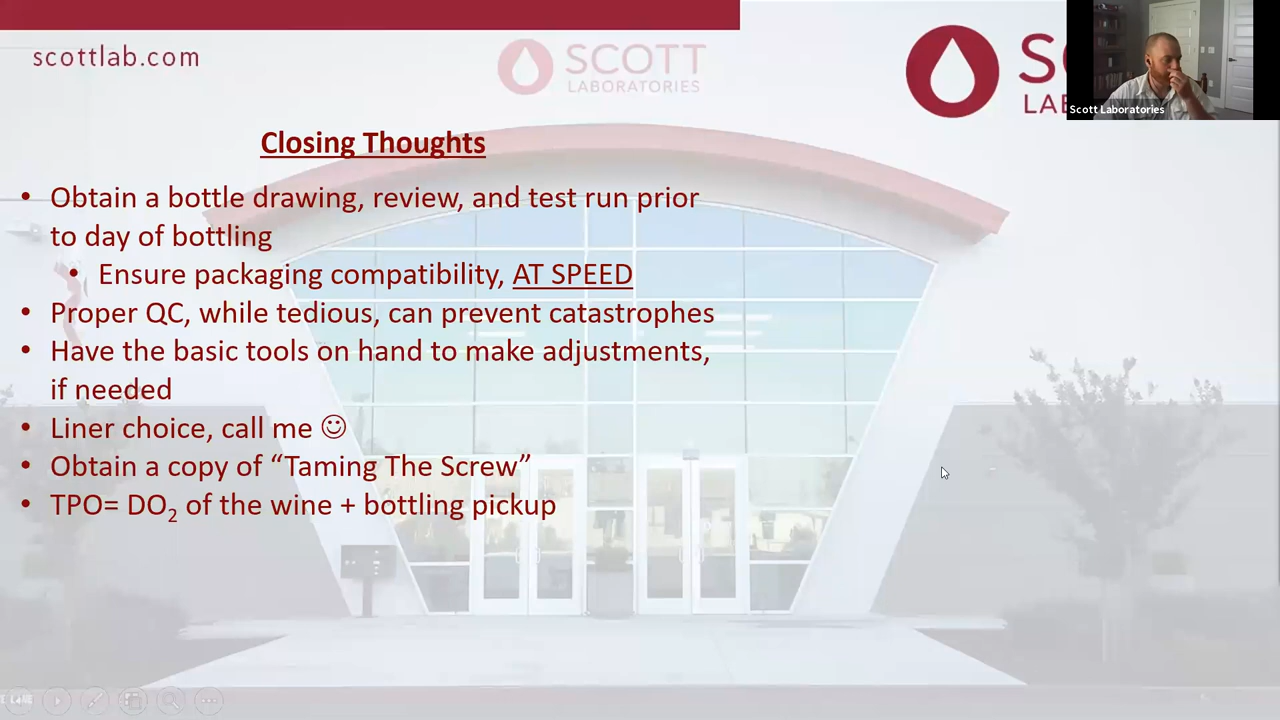 scottlab.com
SCOTT
LABORATORIES
Scott Laboratories
Closing Thoughts
• Obtain a bottle drawing, review, and test run prior
to day of bottling
• Ensure packaging compatibility, AT SPEED
• Proper QC, while tedious, can prevent catastrophes
• Have the basic tools on hand to make adjustments,
if needed
• Liner choice, call me ☺
• Obtain a copy of “Taming The Screw”
• TPO= DO₂ of the wine + bottling pickup